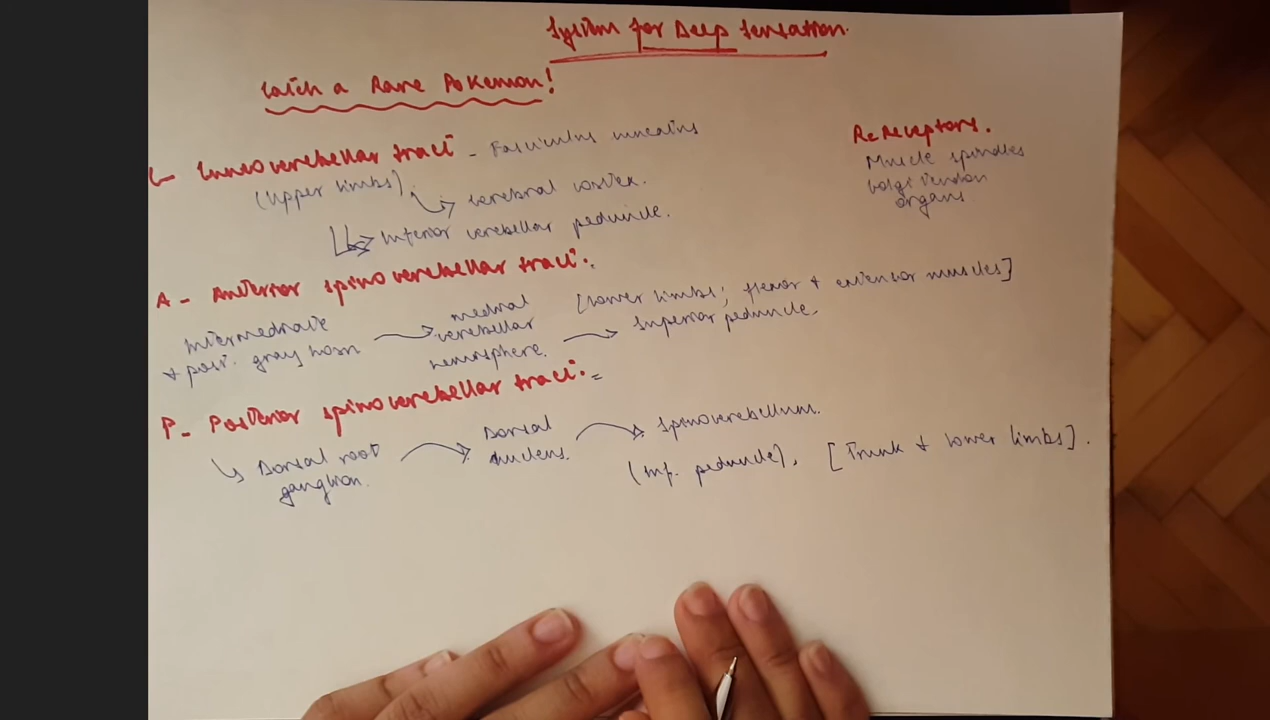 System for Deep Sensation.
Catch a Rare Pokemon!
C- Cuneocerebellar tract - Fasciculus cuneatus
(Upper limbs).
cerebral cortex.
Inferior cerebellar peduncle.
R- Receptors.
Muscle spindles
Golgi tendon
organs.
A - Anterior spinocerebellar tract.
[Lower limbs; flexor + extensor muscles]
Intermediate
+ post. gray horn
medial
cerebellar
hemisphere.
Superior peduncle.
P - Posterior spinocerebellar tract.
Dorsal root
ganglion.
Dorsal
nucleus.
Spinocerebellum.
(inf. peduncle), [Trunk + lower limbs].